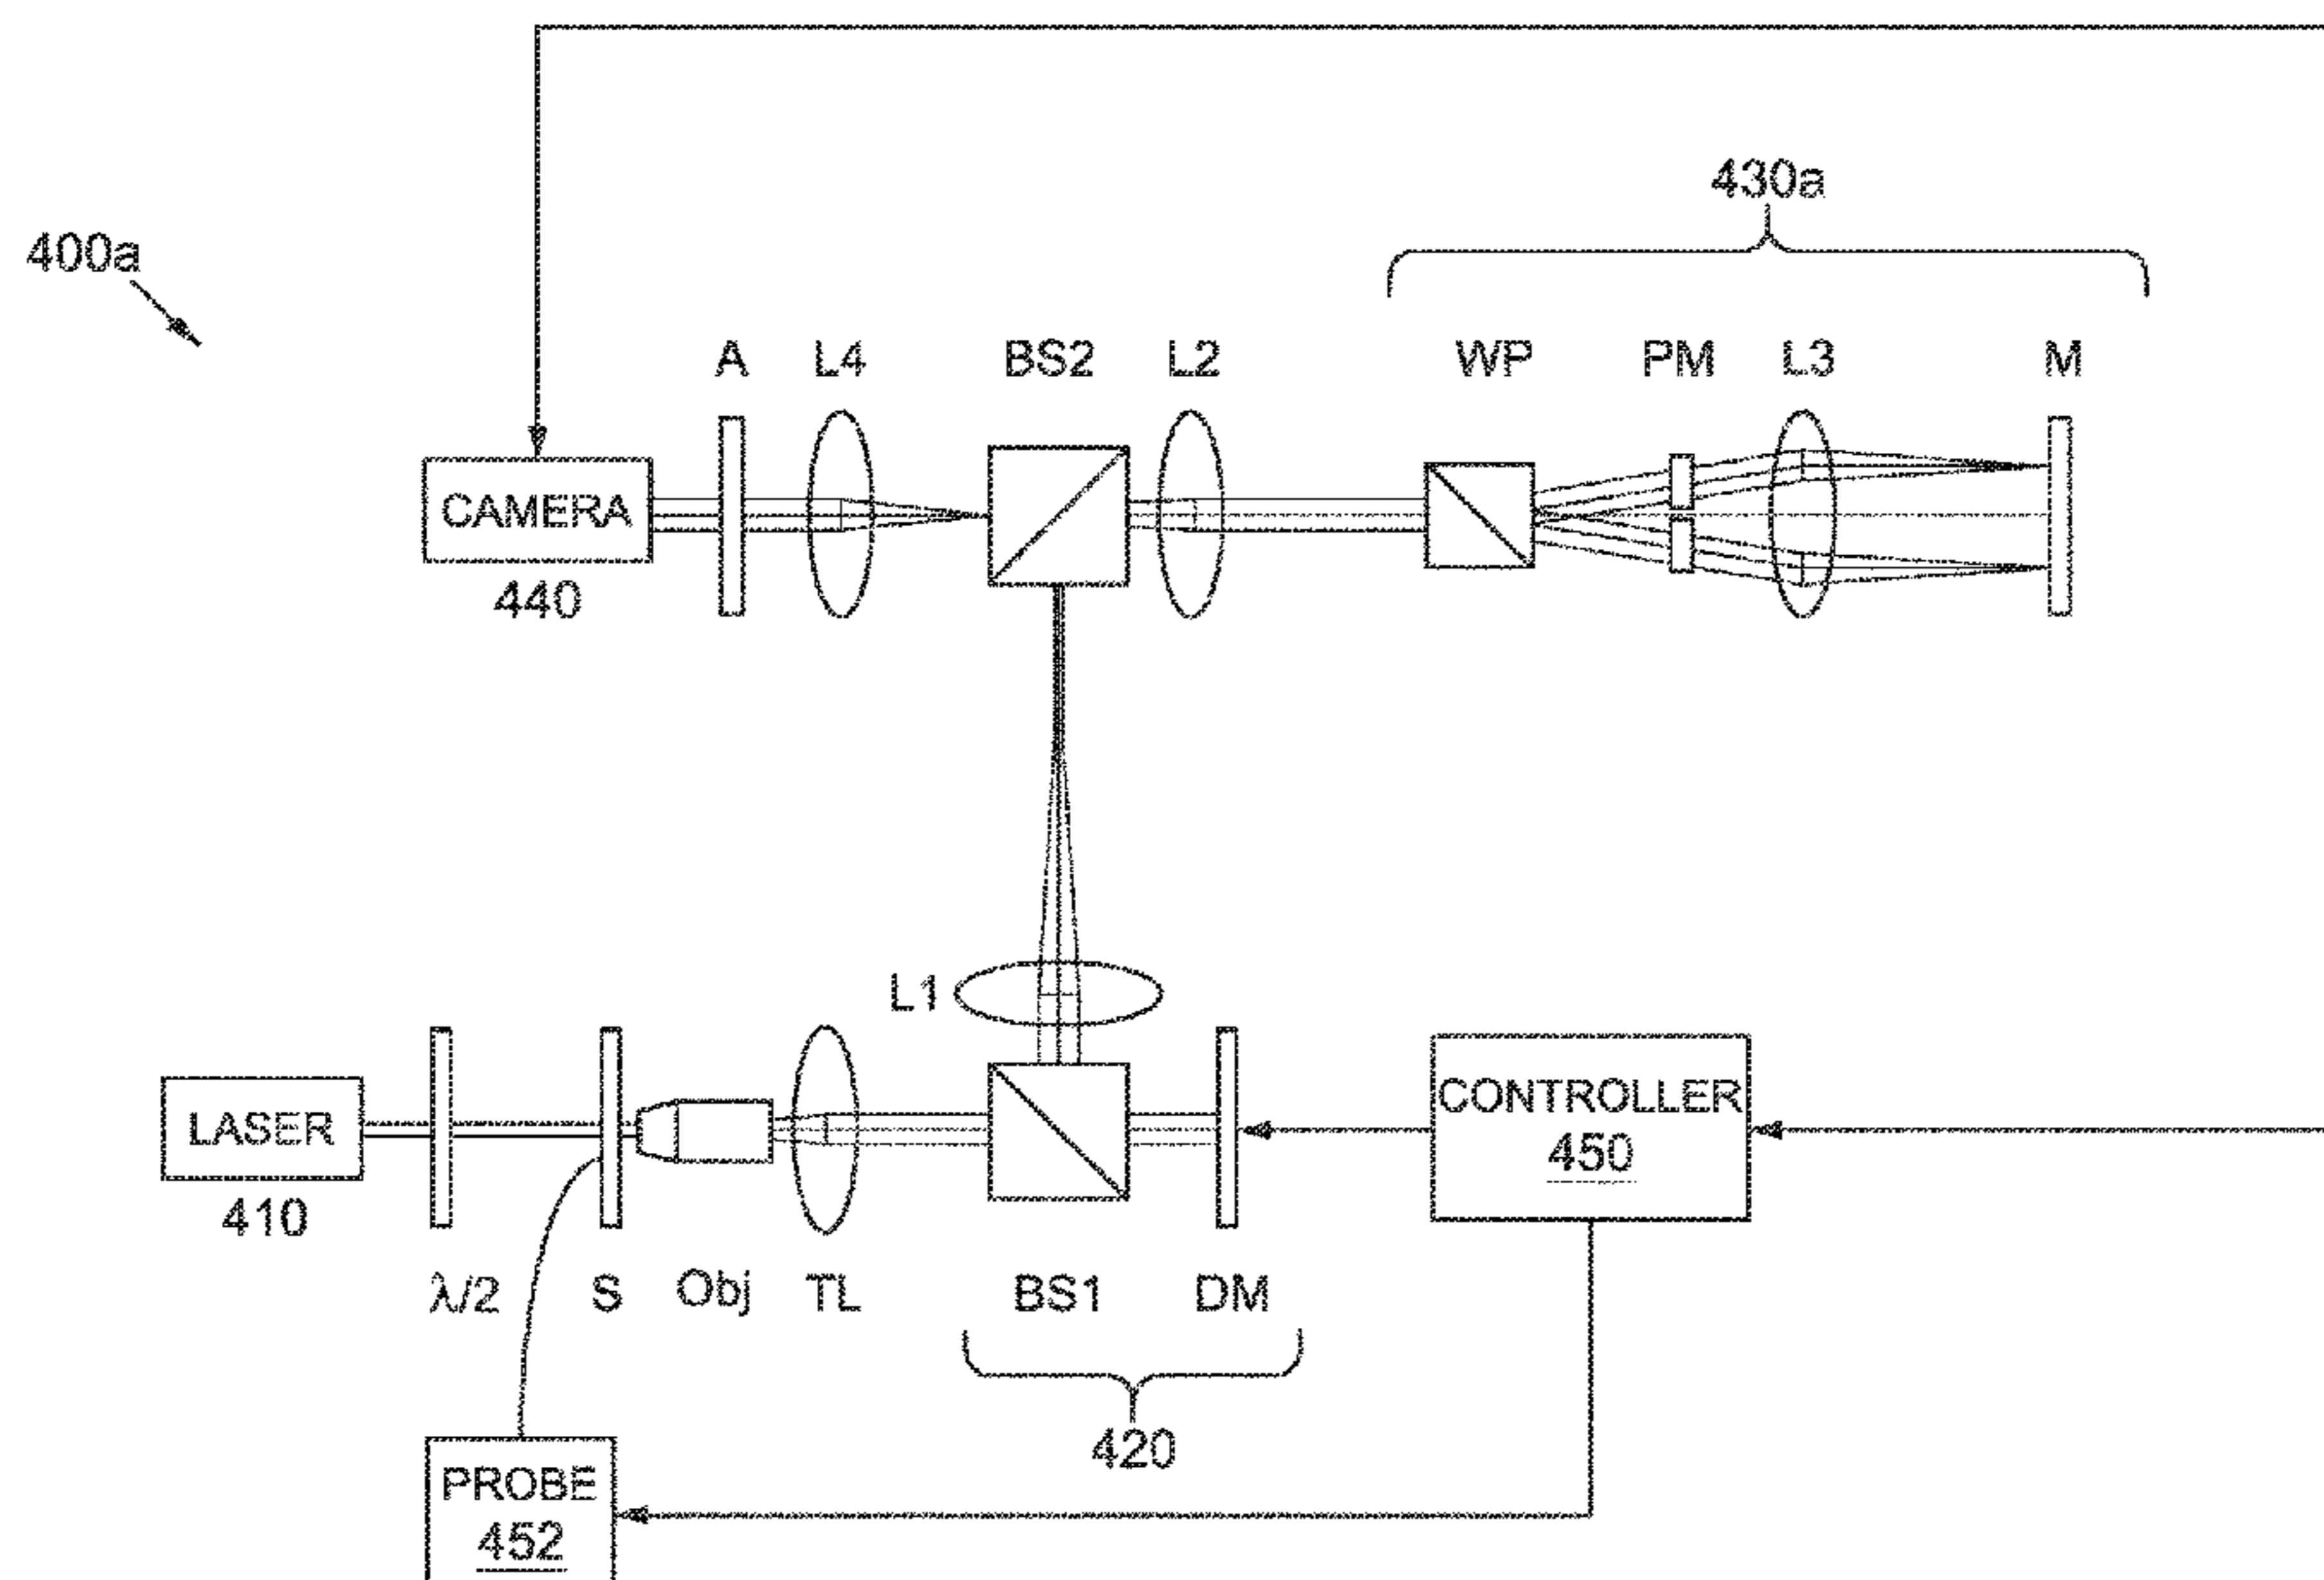 430a
400a
A L4 BS2 L2 WP PM L3 M
CAMERA
440
L1
LASER
410
CONTROLLER
450
λ/2 S Obj TL BS1 DM
420
PROBE
452